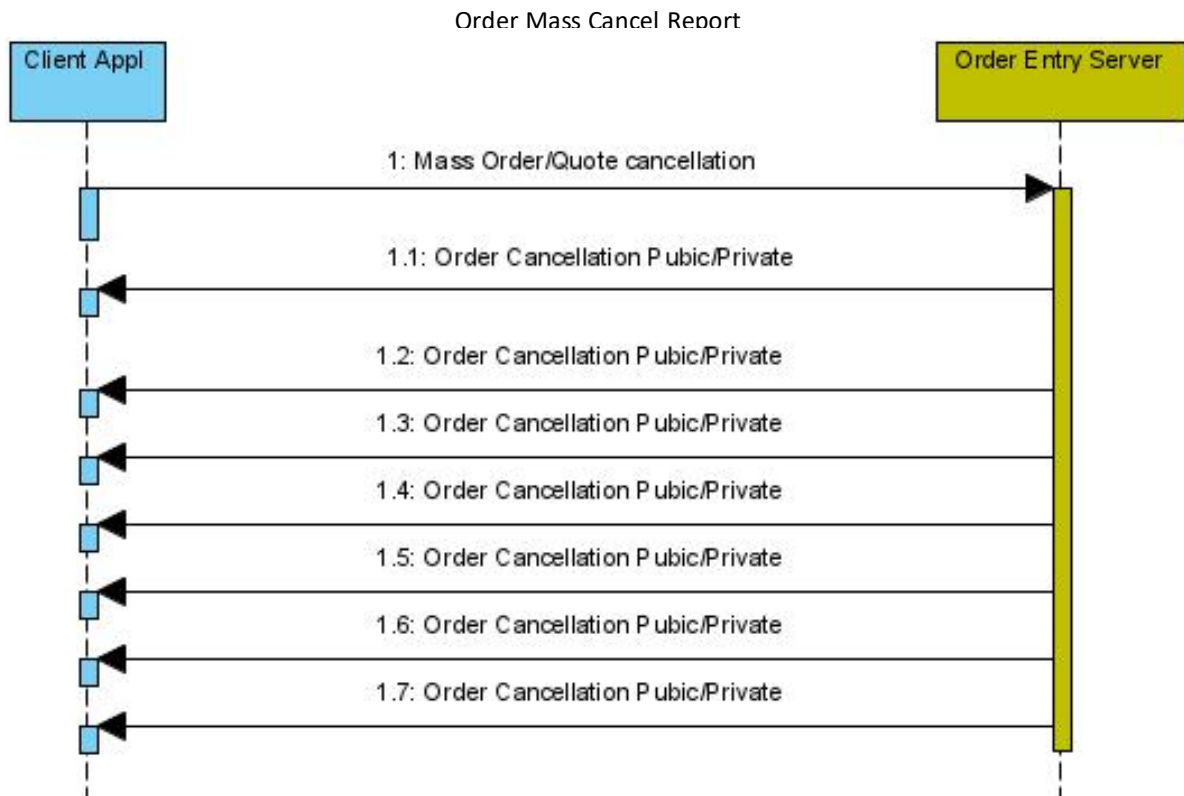 Order Mass Cancel Report
Client Appl
Order Entry Server
1: Mass Order/Quote cancellation
1.1: Order Cancellation Pubic/Private
1.2: Order Cancellation Pubic/Private
1.3: Order Cancellation Pubic/Private
1.4: Order Cancellation Pubic/Private
1.5: Order Cancellation Pubic/Private
1.6: Order Cancellation Pubic/Private
1.7: Order Cancellation Pubic/Private